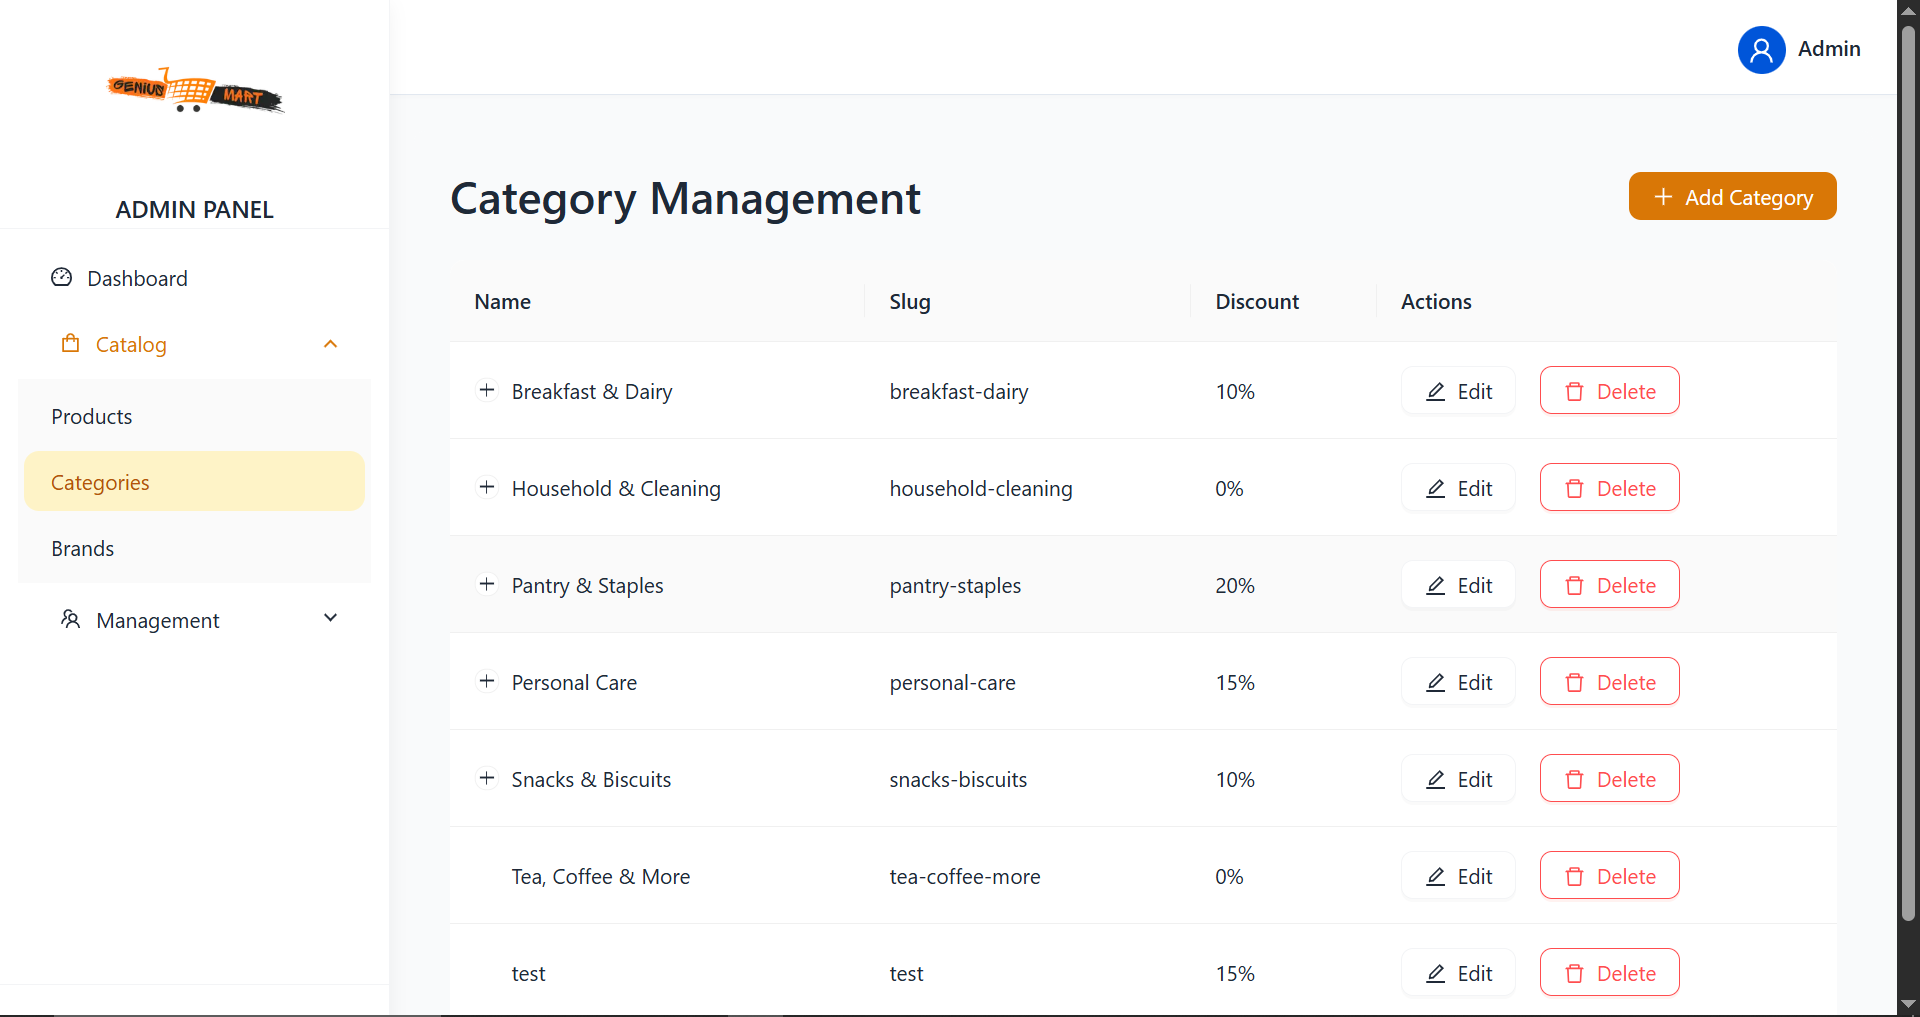 GENIUS MART
ADMIN PANEL
Dashboard
Catalog
Products
Categories
Brands
Management
Admin
Category Management
Add Category
Name Slug Discount Actions
Breakfast & Dairy breakfast-dairy 10% Edit Delete
Household & Cleaning household-cleaning 0% Edit Delete
Pantry & Staples pantry-staples 20% Edit Delete
Personal Care personal-care 15% Edit Delete
Snacks & Biscuits snacks-biscuits 10% Edit Delete
Tea, Coffee & More tea-coffee-more 0% Edit Delete
test test 15% Edit Delete